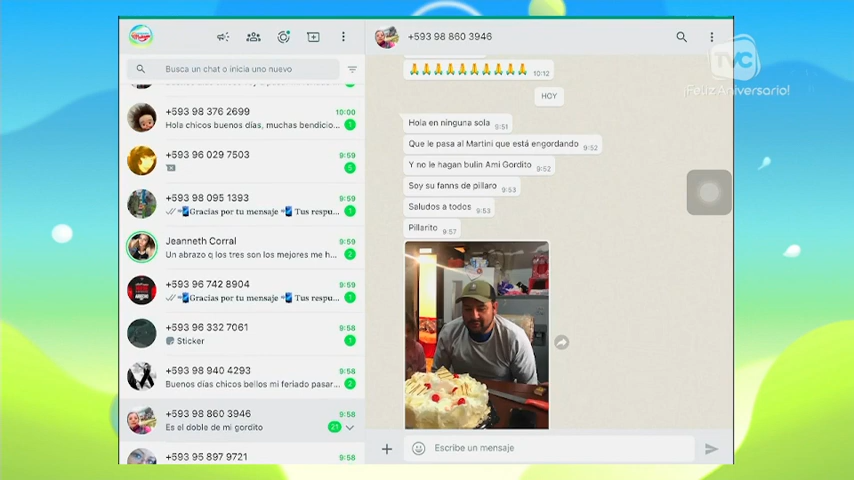 +593 98 860 3946
TVC
¡Feliz Aniversario!
Busca un chat o inicia uno nuevo
+593 98 376 2699 10:00
Hola chicos buenos días, muchas bendicio... 1
+593 96 029 7503 9:59
5
+593 98 095 1393 9:59
Gracias por tu mensaje Tus respu... 1
Jeanneth Corral 9:59
Un abrazo q los tres son los mejores me h... 2
+593 96 742 8904 9:59
Gracias por tu mensaje Tus respu... 1
+593 96 332 7061 9:58
Sticker 1
+593 98 940 4293 9:58
Buenos días chicos bellos mi feriado pasar... 2
+593 98 860 3946 9:58
Es el doble de mi gordito 21
+593 95 897 9721 9:58
🙏🙏🙏🙏🙏🙏🙏🙏🙏🙏 10:12
HOY
Hola en ninguna sola 9:51
Que le pasa al Martini que está engordando 9:52
Y no le hagan bulin Ami Gordito 9:52
Soy su fanns de pillaro 9:53
Saludos a todos 9:53
Pillarito 9:57
Escribe un mensaje